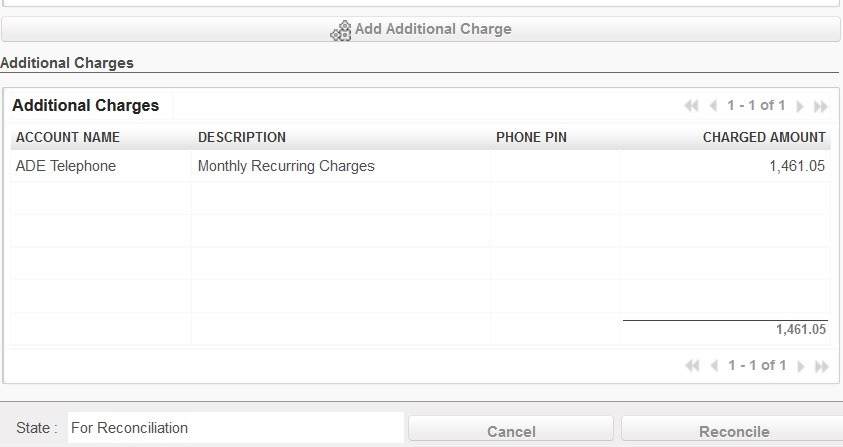 Add Additional Charge
Additional Charges
Additional Charges 1 - 1 of 1
ACCOUNT NAME DESCRIPTION PHONE PIN CHARGED AMOUNT
ADE Telephone Monthly Recurring Charges 1,461.05
1,461.05
1 - 1 of 1
State : For Reconciliation Cancel Reconcile